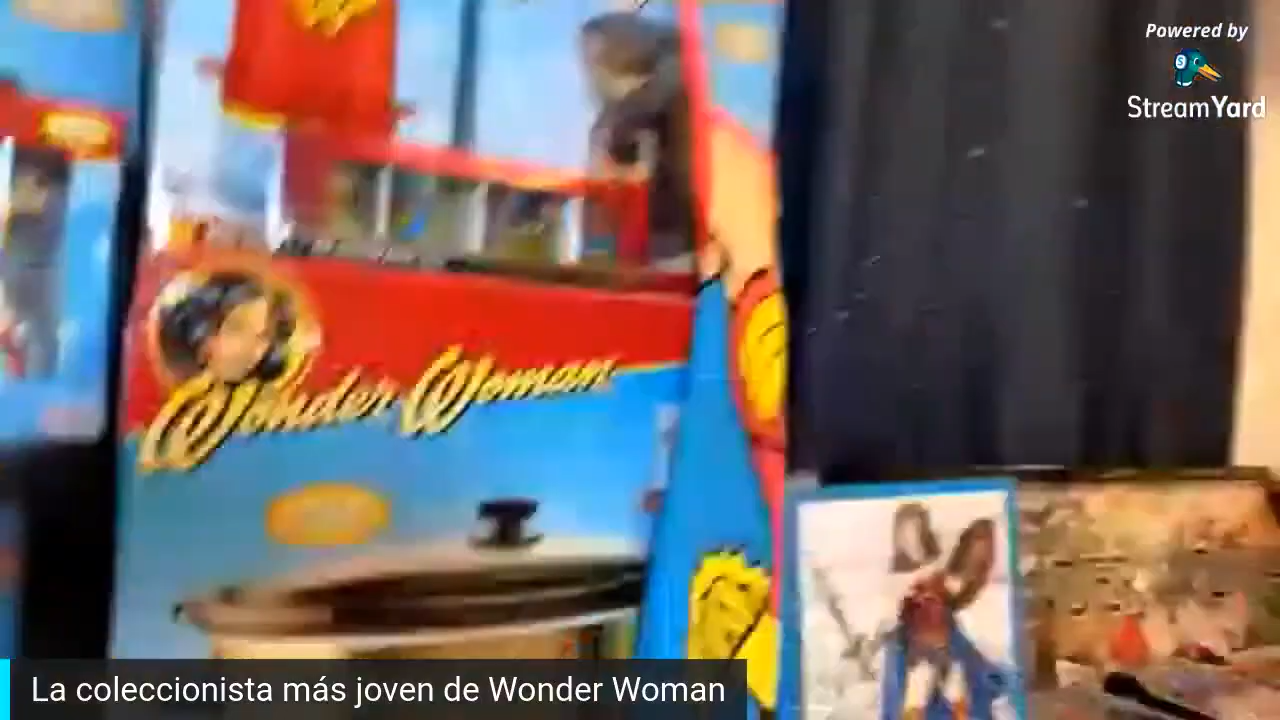 Powered by
StreamYard
Wonder Woman
La coleccionista más joven de Wonder Woman